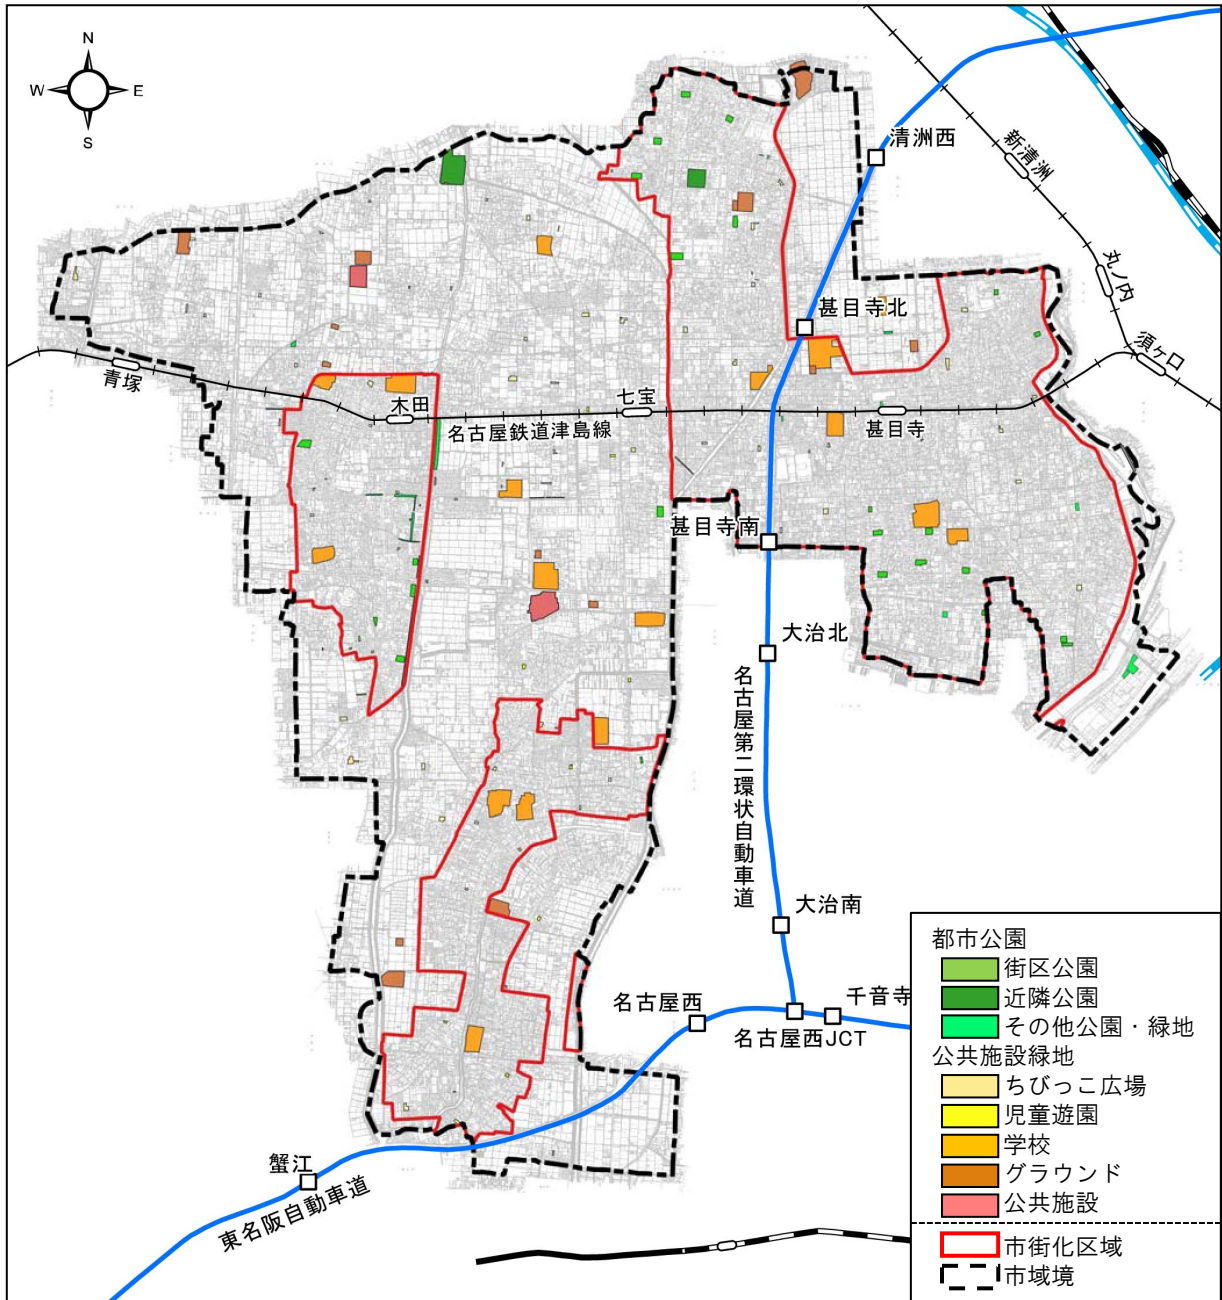 N
W
E
S
清洲西
新清洲
丸ノ内
須ケ口
甚目寺北
青塚
木田
七宝
名古屋鉄道津島線
甚目寺
甚目寺南
大治北
名古屋第二環状自動車道
大治南
名古屋西
千音寺
名古屋西JCT
蟹江
東名阪自動車道
都市公園
街区公園
近隣公園
その他公園・緑地
公共施設緑地
ちびっこ広場
児童遊園
学校
グラウンド
公共施設
市街化区域
市域境